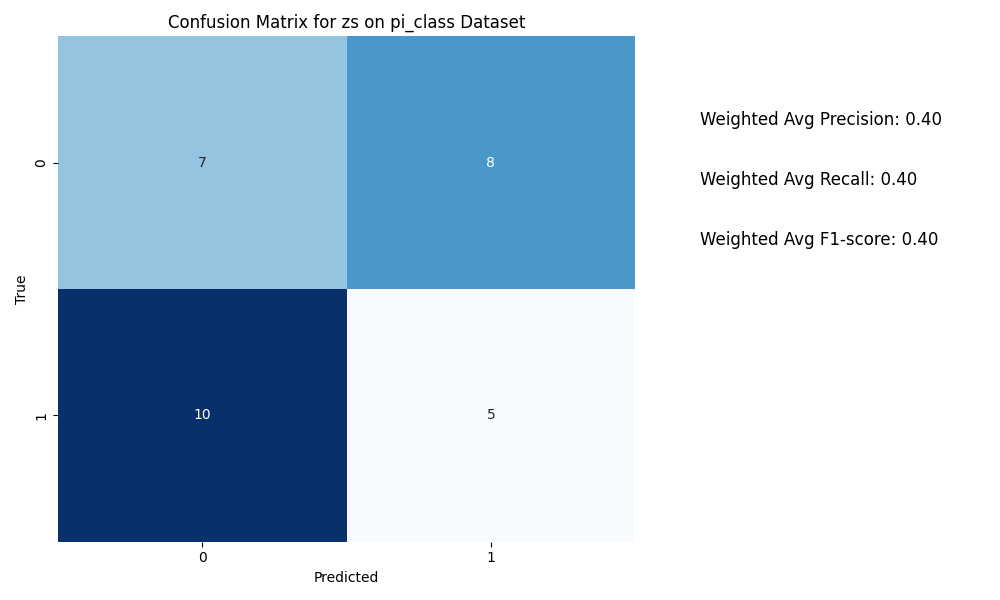 Confusion Matrix for zs on pi_class Dataset
0
7
8
Weighted Avg Precision: 0.40
Weighted Avg Recall: 0.40
Weighted Avg F1-score: 0.40
True
1
10
5
0
1
Predicted